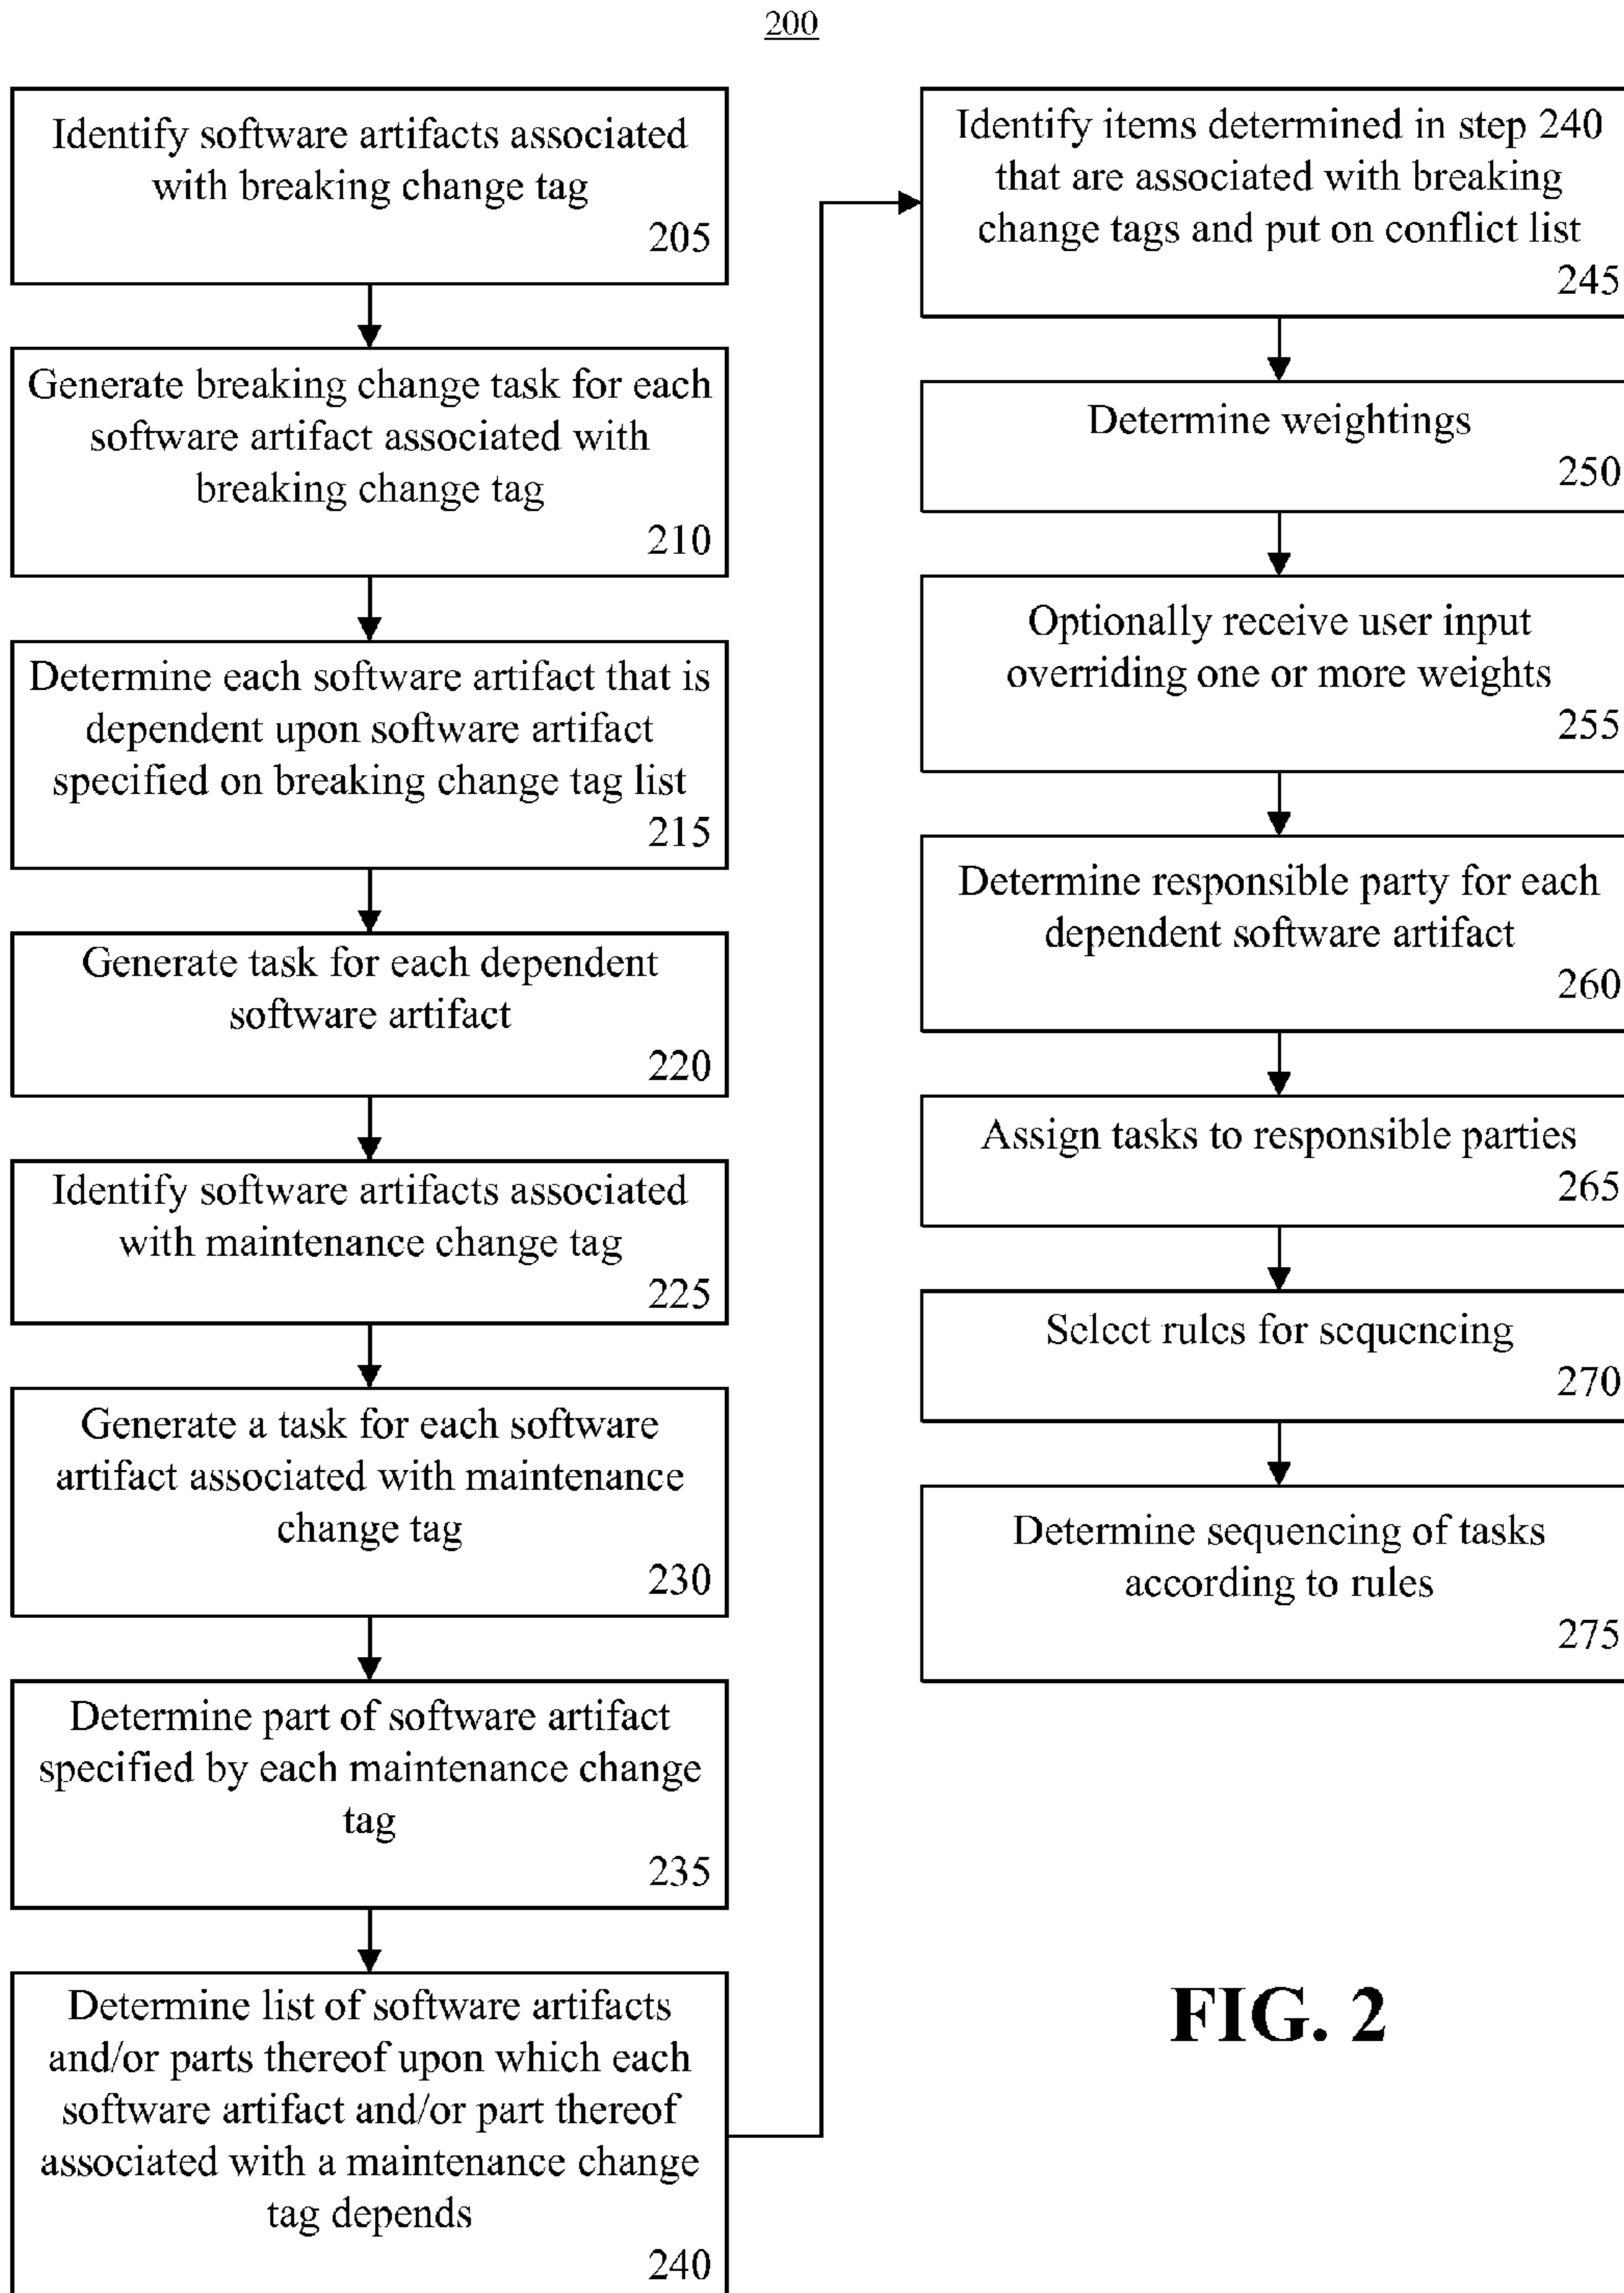 200
Identify software artifacts associated
with breaking change tag
205
Generate breaking change task for each
software artifact associated with
breaking change tag
210
Determine each software artifact that is
dependent upon software artifact
specified on breaking change tag list
215
Generate task for each dependent
software artifact
220
Identify software artifacts associated
with maintenance change tag
225
Generate a task for each software
artifact associated with maintenance
change tag
230
Determine part of software artifact
specified by each maintenance change
tag
235
Determine list of software artifacts
and/or parts thereof upon which each
software artifact and/or part thereof
associated with a maintenance change
tag depends
240
Identify items determined in step 240
that are associated with breaking
change tags and put on conflict list
245
Determine weightings
250
Optionally receive user input
overriding one or more weights
255
Determine responsible party for each
dependent software artifact
260
Assign tasks to responsible parties
265
Select rules for sequencing
270
Determine sequencing of tasks
according to rules
275
FIG. 2